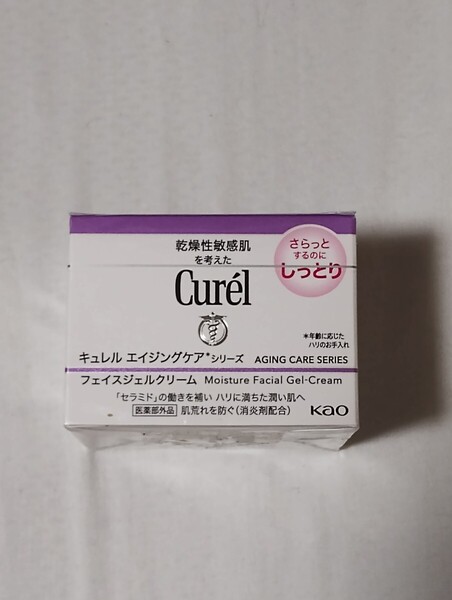 乾燥性敏感肌
を考えた
Curél
さらっと
するのに
しっとり
*年齢に応じた
ハリのお手入れ
キュレル エイジングケア*シリーズ AGING CARE SERIES
フェイスジェルクリーム Moisture Facial Gel-Cream
「セラミド」の働きを補い ハリに満ちた潤い肌へ
医薬部外品 肌荒れを防ぐ(消炎剤配合)
Kao